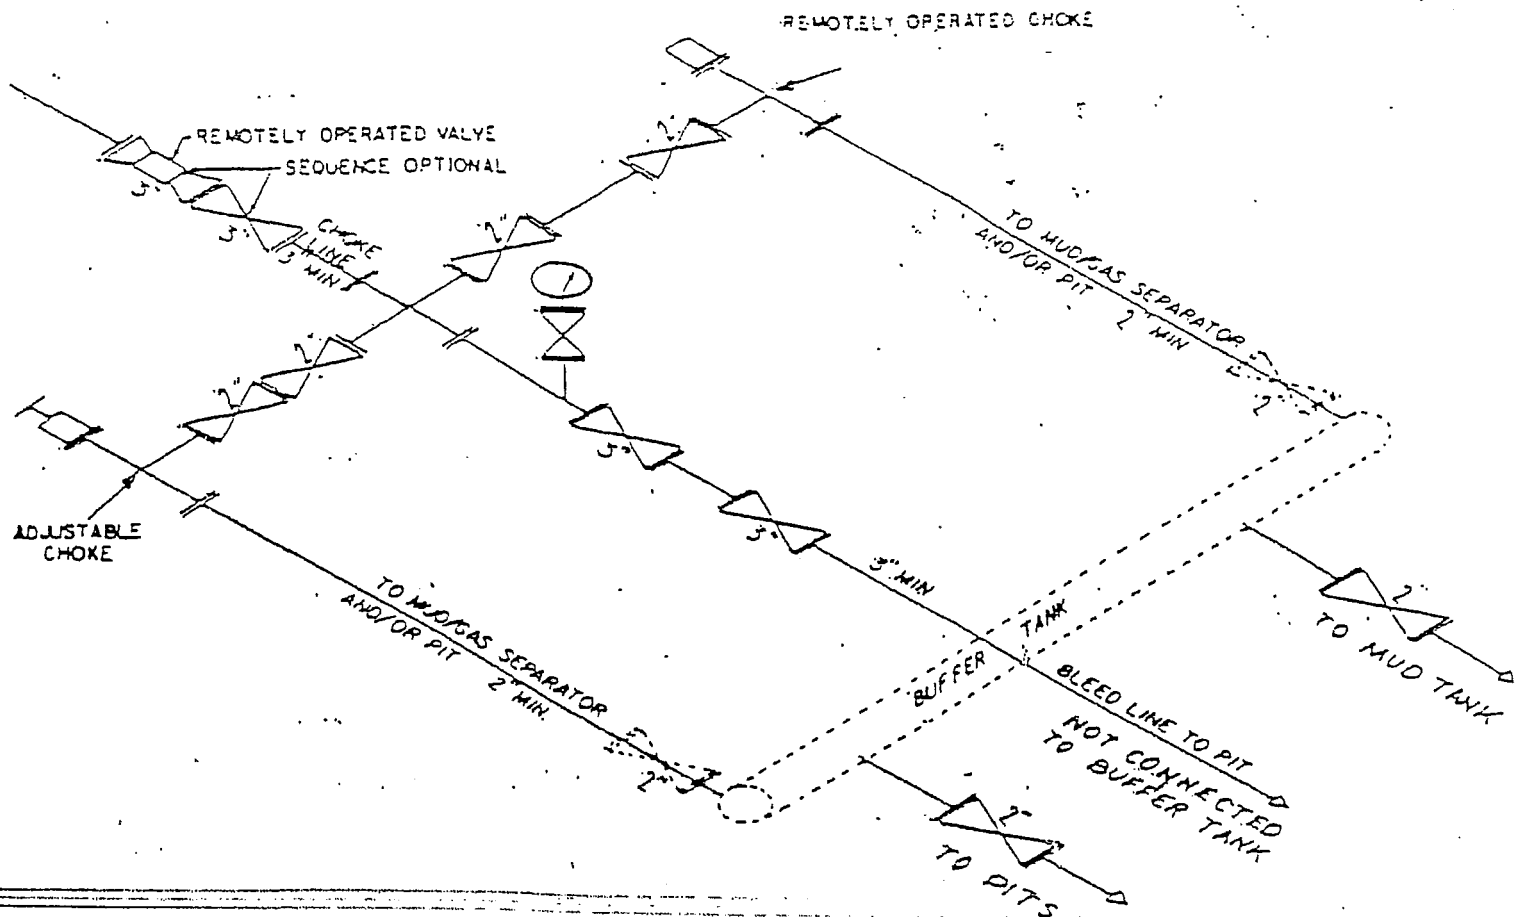 REMOTELY OPERATED CHOKE
REMOTELY OPERATED VALVE
SEQUENCE OPTIONAL
3"
3"
CHOKE
LINE
3 MIN
2"
2"
2"
2"
ADJUSTABLE
CHOKE
TO MUD/GAS SEPARATOR
AND/OR PIT
2" MIN
2"
3"
3"
3" MIN
BUFFER TANK
TO MUD/GAS SEPARATOR
AND/OR PIT
2" MIN.
2"
2"
TO MUD TANK
BLEED LINE TO PIT
NOT CONNECTED
TO BUFFER TANK
2"
TO PITS